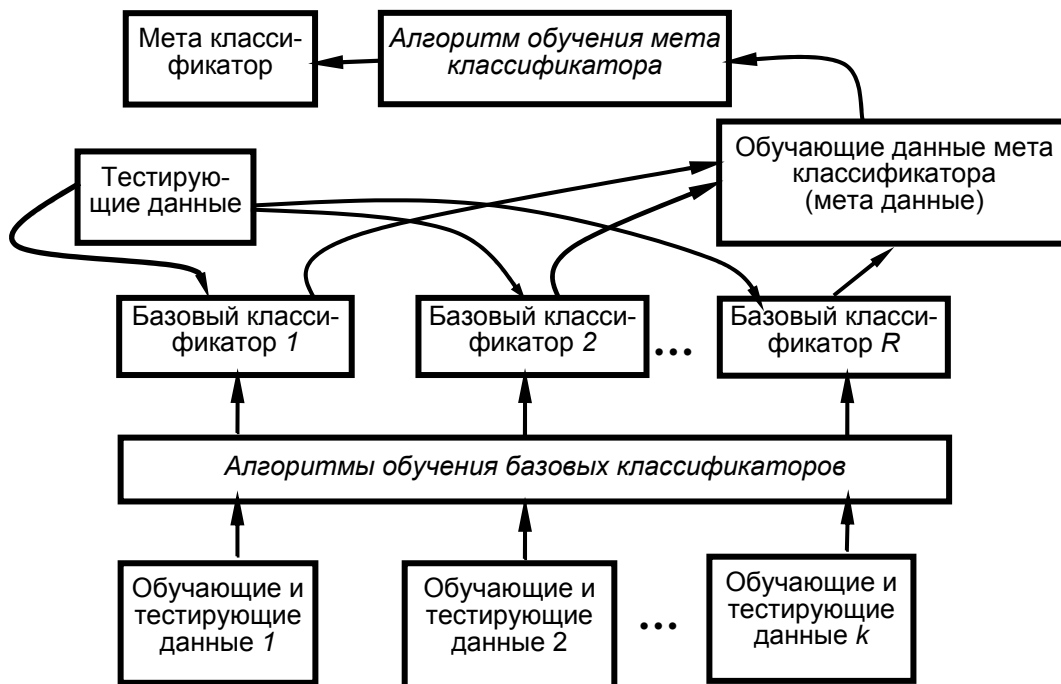 Мета класси-
фикатор
Алгоритм обучения мета
классификатора
Тестирую-
щие данные
Обучающие данные мета
классификатора
(мета данные)
Базовый класси-
фикатор 1
Базовый класси-
фикатор 2
...
Базовый класси-
фикатор R
Алгоритмы обучения базовых классификаторов
Обучающие и
тестирующие
данные 1
Обучающие и
тестирующие
данные 2
...
Обучающие и
тестирующие
данные k